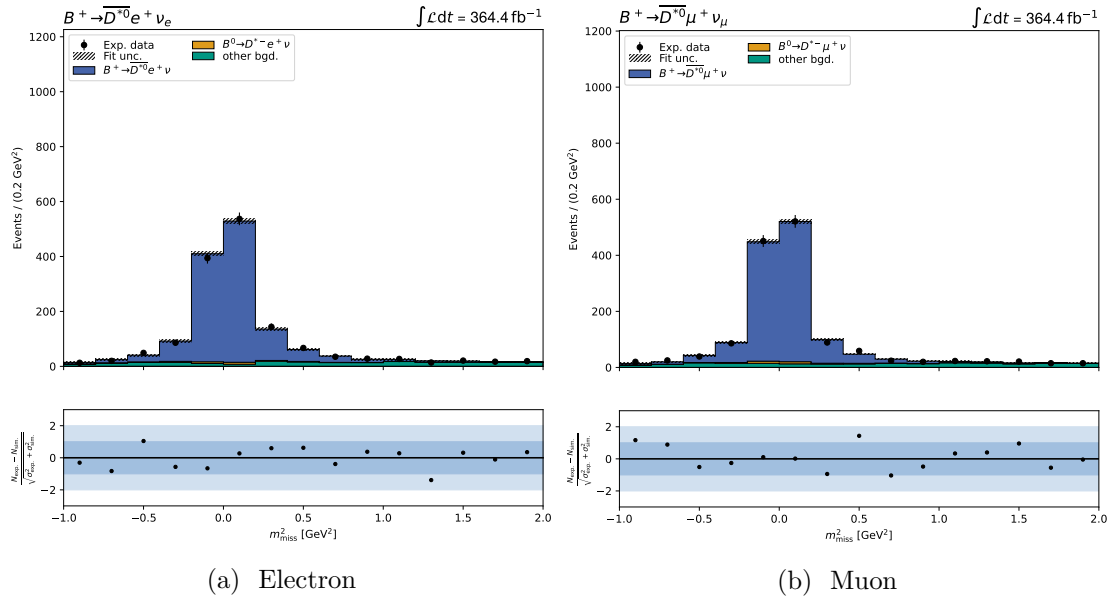 B⁺→D̅*⁰e⁺νₑ ∫ℒdt = 364.4 fb⁻¹
Exp. data
Fit unc.
B⁺→D̅*⁰e⁺ν
B⁰→D*⁻e⁺ν
other bgd.
Events / (0.2 GeV²)
1200
1000
800
600
400
200
0
(N_exp. − N_sim.) / √(σ²_exp. + σ²_sim.)
2
0
−2
−1.0 −0.5 0.0 0.5 1.0 1.5 2.0
m²_miss [GeV²]
(a) Electron
B⁺→D̅*⁰μ⁺ν_μ ∫ℒdt = 364.4 fb⁻¹
Exp. data
Fit unc.
B⁺→D̅*⁰μ⁺ν
B⁰→D*⁻μ⁺ν
other bgd.
Events / (0.2 GeV²)
1200
1000
800
600
400
200
0
(N_exp. − N_sim.) / √(σ²_exp. + σ²_sim.)
2
0
−2
−1.0 −0.5 0.0 0.5 1.0 1.5 2.0
m²_miss [GeV²]
(b) Muon